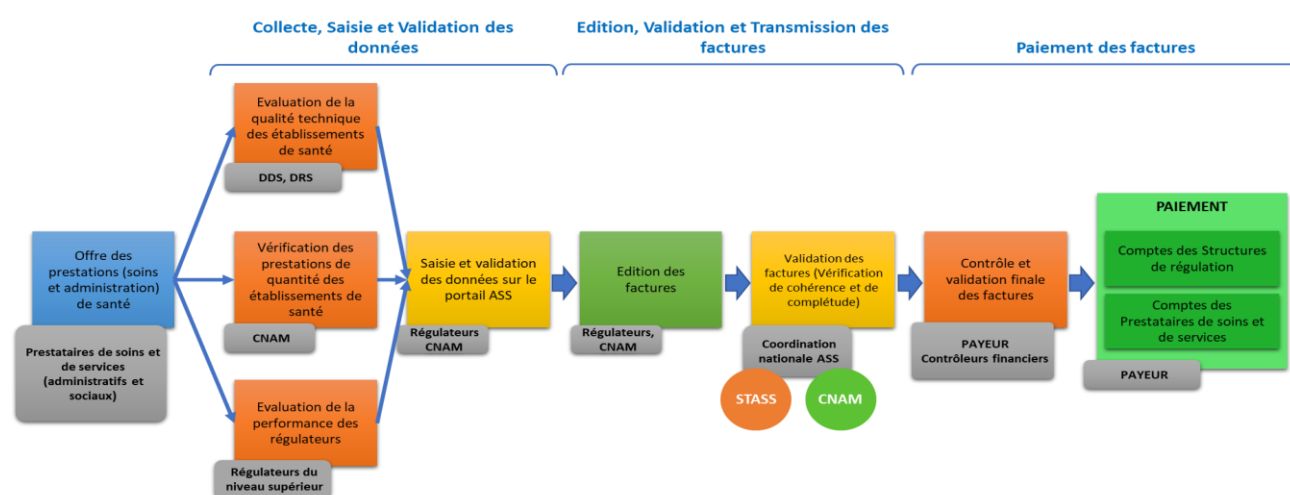 Collecte, Saisie et Validation des
données
Edition, Validation et Transmission des
factures
Paiement des factures
Offre des
prestations (soins
et administration)
de santé
Prestataires de soins et
de services
(administratifs et
sociaux)
Evaluation de la
qualité technique
des établissements
de santé
DDS, DRS
Vérification des
prestations de
quantité des
établissements de
santé
CNAM
Evaluation de la
performance des
régulateurs
Régulateurs du
niveau supérieur
Saisie et validation
des données sur le
portail ASS
Régulateurs
CNAM
Edition des
factures
Régulateurs,
CNAM
Validation des
factures (Vérification
de cohérence et de
complétude)
Coordination
nationale ASS
STASS
CNAM
Contrôle et
validation finale
des factures
PAYEUR
Contrôleurs financiers
PAIEMENT
Comptes des Structures
de régulation
Comptes des
Prestataires de soins et
de services
PAYEUR